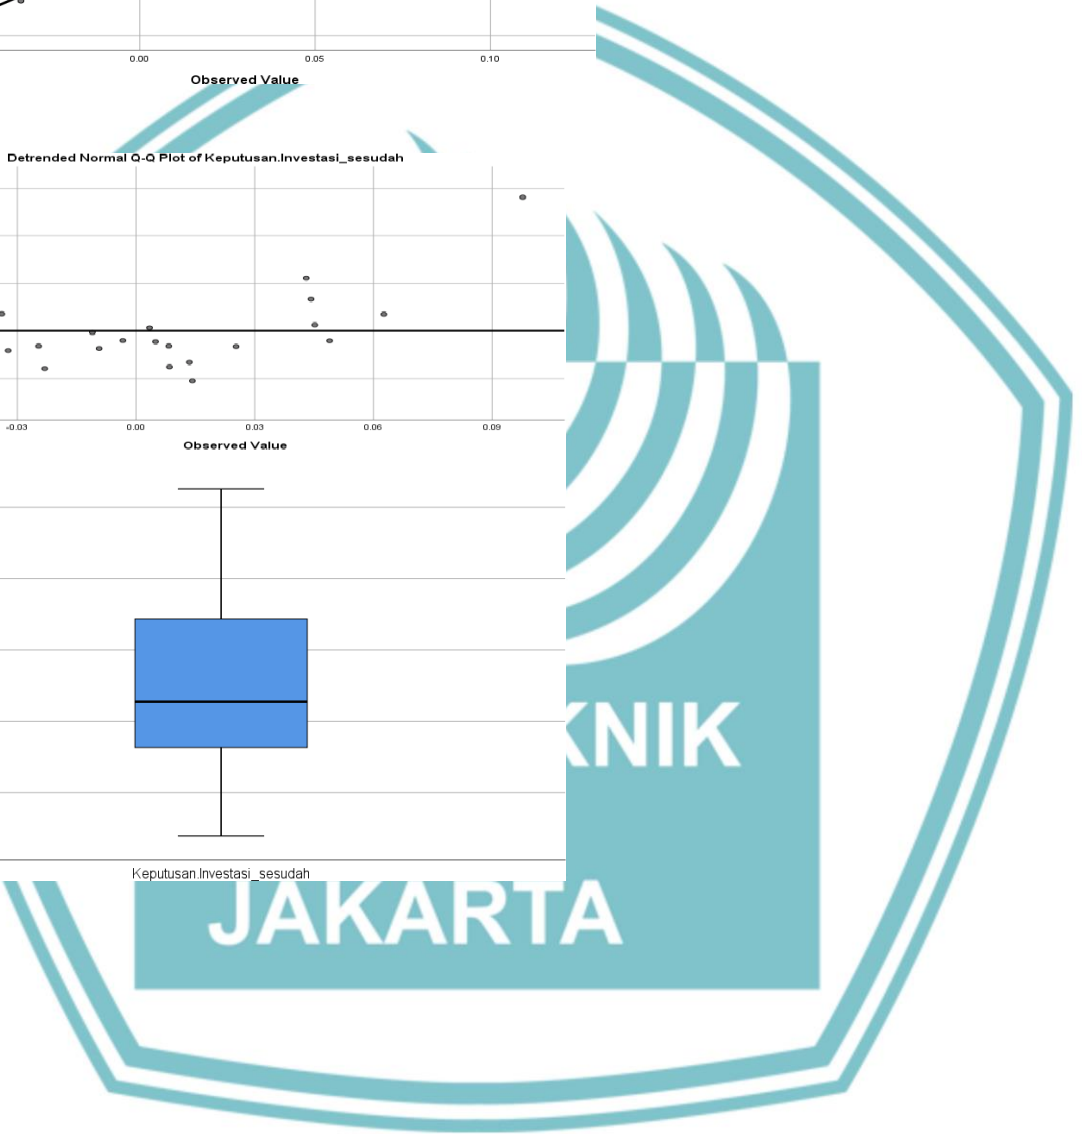 0.00 0.05 0.10
Observed Value
Detrended Normal Q-Q Plot of Keputusan.Investasi_sesudah
-0.03 0.00 0.03 0.06 0.09
Observed Value
KNIK
Keputusan.Investasi_sesudah
JAKARTA